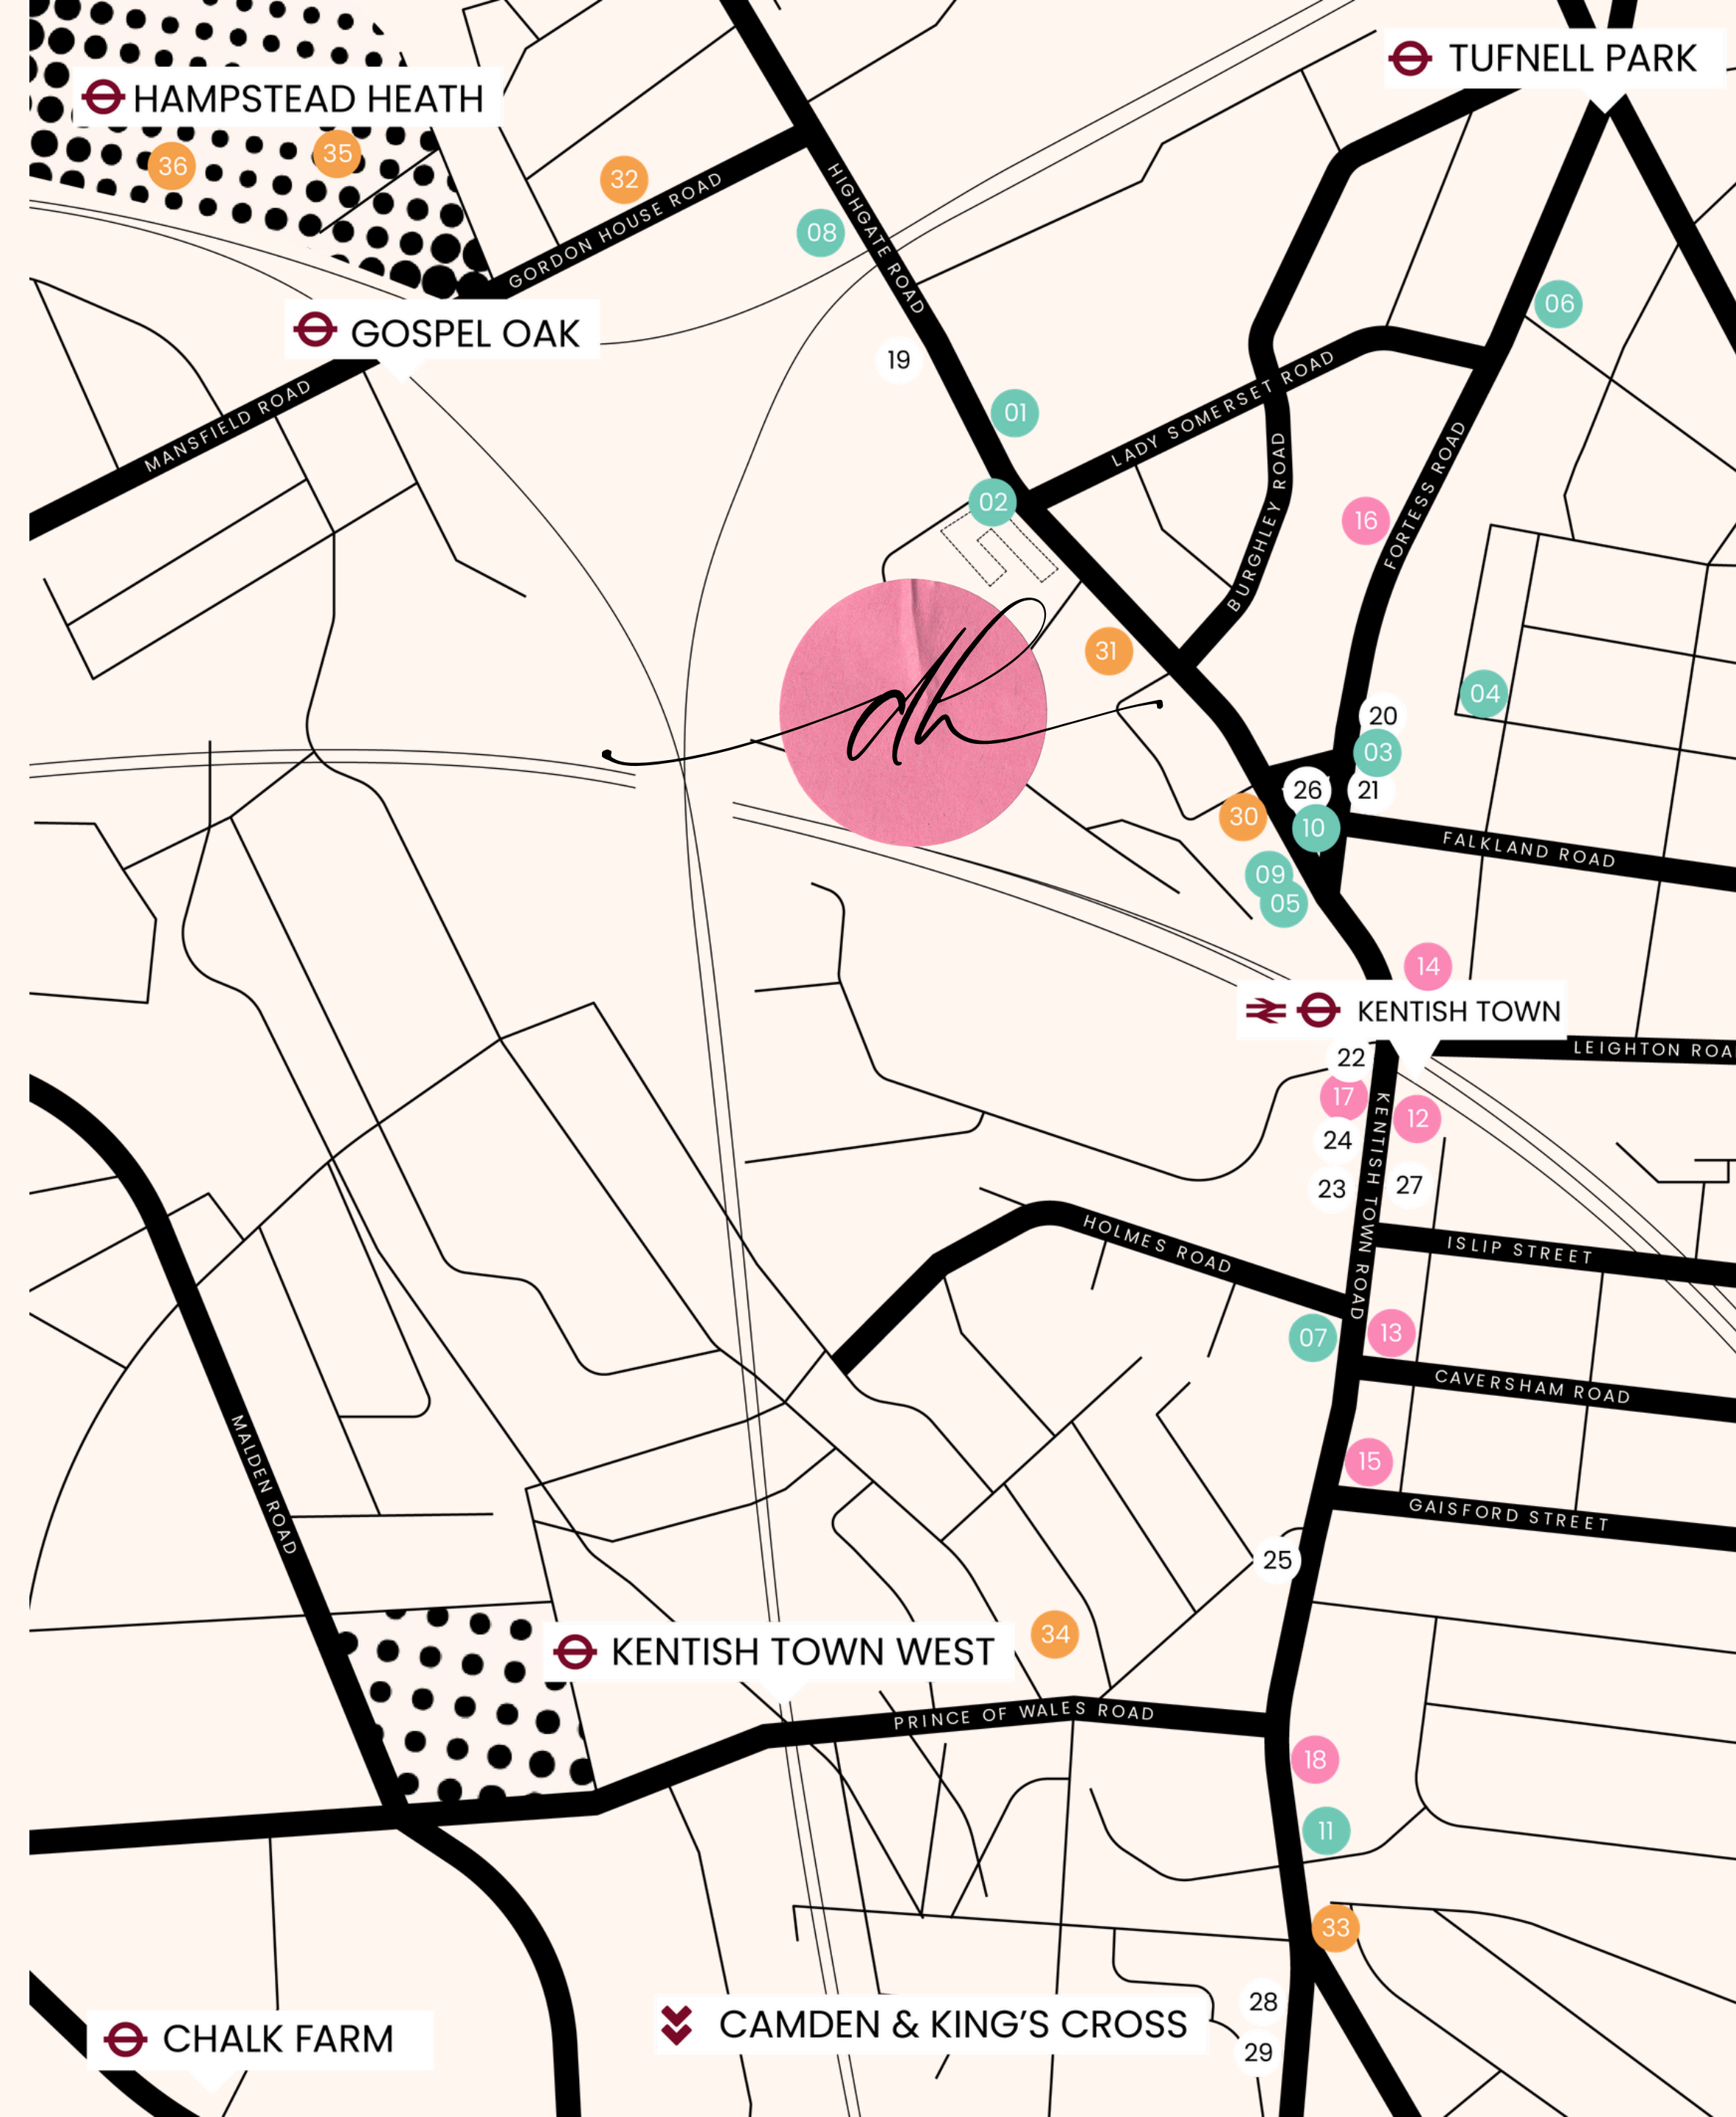 TUFNELL PARK
HAMPSTEAD HEATH
35
36
32
GORDON HOUSE ROAD
08
HIGHGATE ROAD
06
GOSPEL OAK
19
MANSFIELD ROAD
01
LADY SOMERSET ROAD
02
BURGHLEY ROAD
FORTESS ROAD
16
dh
31
04
20
03
26
21
30
10
FALKLAND ROAD
09
05
14
KENTISH TOWN
22
LEIGHTON ROA
17
12
KENTISH TOWN ROAD
24
23
27
HOLMES ROAD
ISLIP STREET
07
13
CAVERSHAM ROAD
MALDEN ROAD
15
GAISFORD STREET
25
34
KENTISH TOWN WEST
PRINCE OF WALES ROAD
18
11
33
28
CAMDEN & KING'S CROSS
CHALK FARM
29